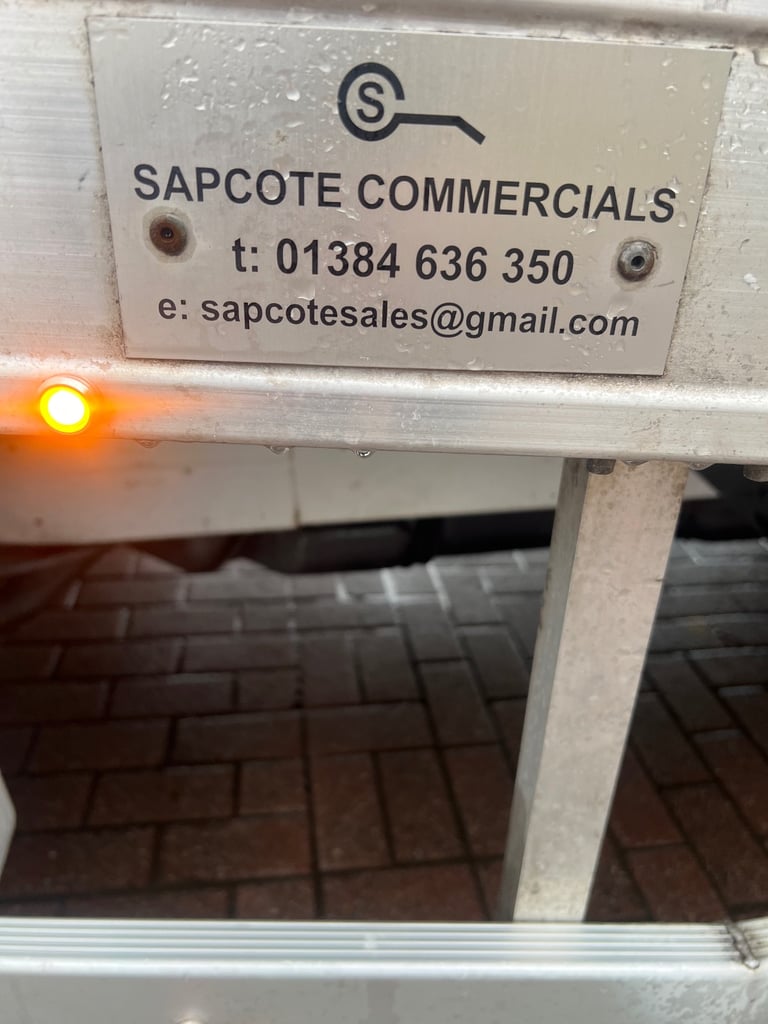 S
SAPCOTE COMMERCIALS
t: 01384 636 350
e: sapcotesales@gmail.com